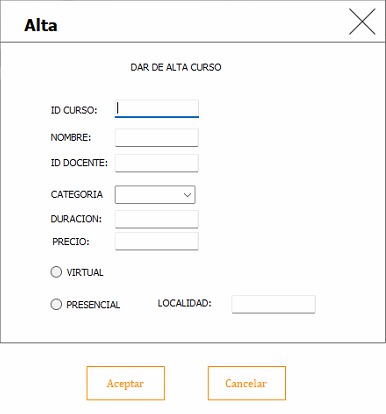 Alta
DAR DE ALTA CURSO
ID CURSO:
NOMBRE:
ID DOCENTE:
CATEGORIA
DURACION:
PRECIO:
VIRTUAL
PRESENCIAL LOCALIDAD:
Aceptar Cancelar